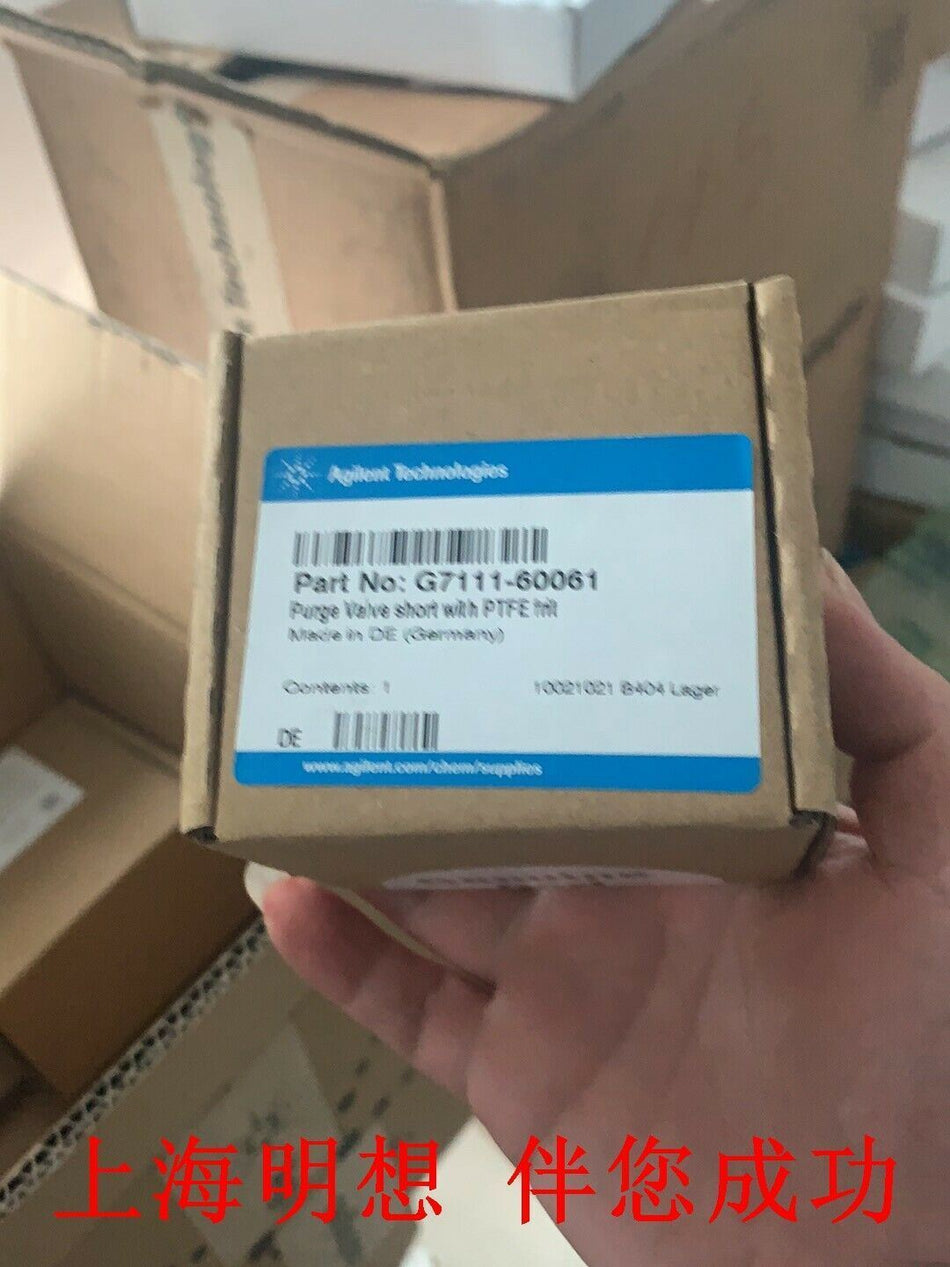 Technologies
Agilent Technologies
Part No: G7111-60061
Purge Valve short with PTFE frit
Made in DE (Germany)
Contents: 1
10021021 B404 Lager
DE
www.agilent.com/chem/supplies
上海明想 伴您成功